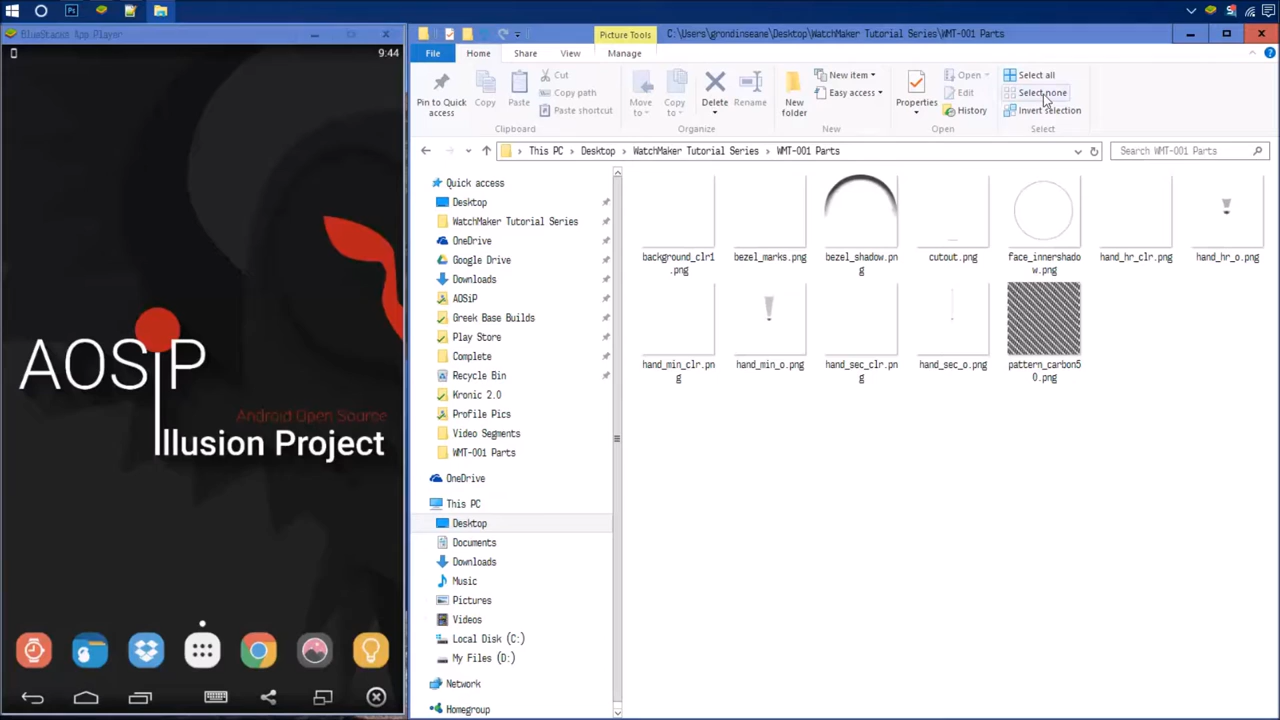 BlueStacks App Player
9:44
AOSiP
Android Open Source
Illusion Project
Picture Tools
C:\Users\grondinseane\Desktop\WatchMaker Tutorial Series\WMT-001 Parts
File
Home
Share
View
Manage
Pin to Quick access
Copy
Paste
Cut
Copy path
Paste shortcut
Clipboard
Move to
Copy to
Delete
Rename
Organize
New folder
New item
Easy access
New
Properties
Open
Edit
History
Open
Select all
Select none
Invert selection
Select
This PC
Desktop
WatchMaker Tutorial Series
WMT-001 Parts
Search WMT-001 Parts
Quick access
Desktop
WatchMaker Tutorial Series
OneDrive
Google Drive
Downloads
AOSiP
Greek Base Builds
Play Store
Complete
Recycle Bin
Kronic 2.0
Profile Pics
Video Segments
WMT-001 Parts
OneDrive
This PC
Desktop
Documents
Downloads
Music
Pictures
Videos
Local Disk (C:)
My Files (D:)
Network
Homegroup
background_clr1
.png
bezel_marks.png
bezel_shadow.pn
g
cutout.png
face_innershado
w.png
hand_hr_clr.png
hand_hr_o.png
hand_min_clr.pn
g
hand_min_o.png
hand_sec_clr.pn
g
hand_sec_o.png
pattern_carbon5
0.png